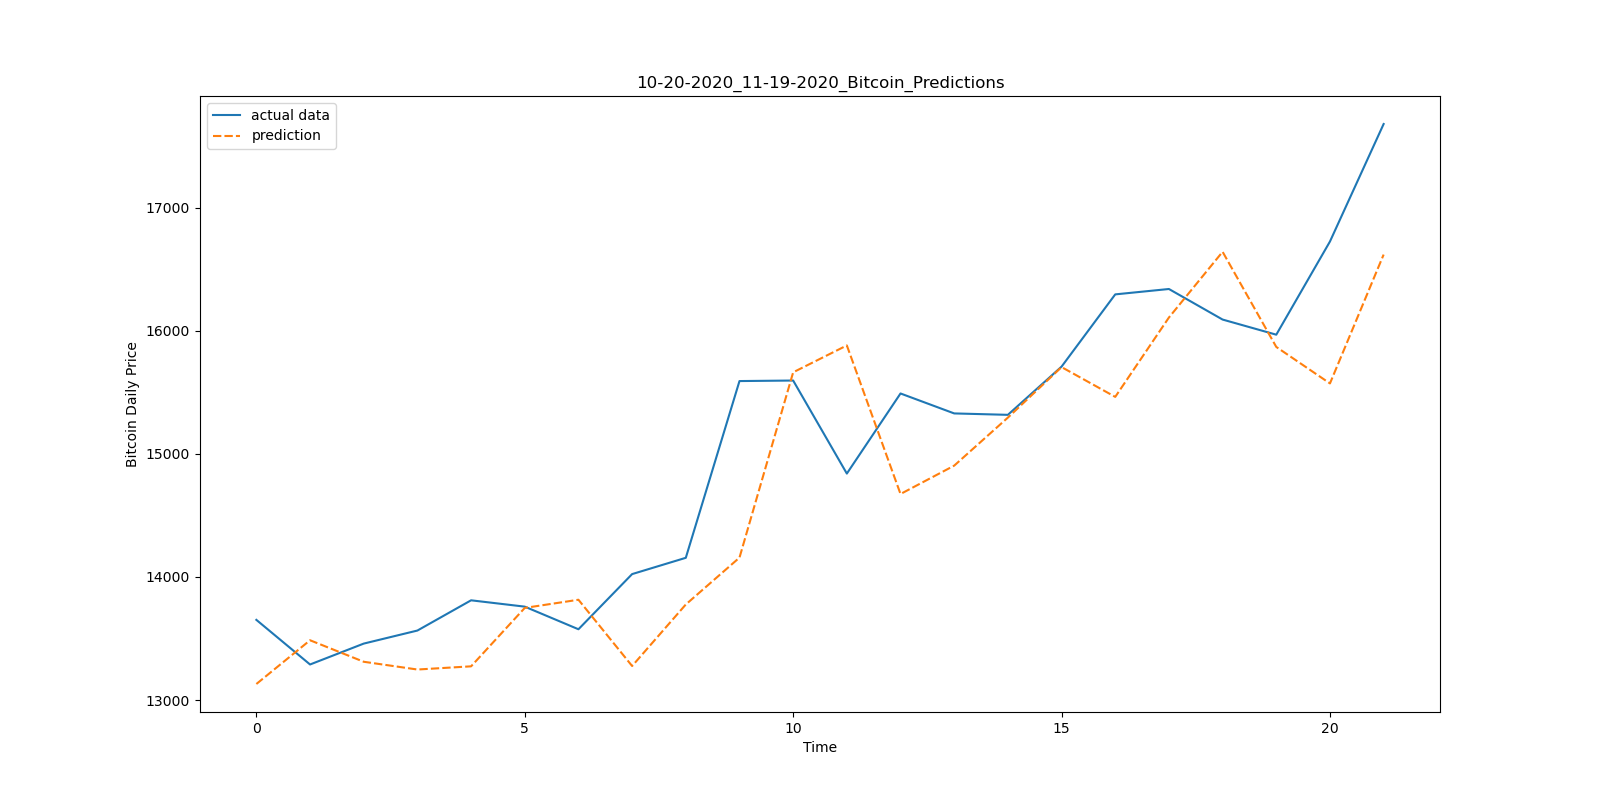 10-20-2020_11-19-2020_Bitcoin_Predictions
actual data
prediction
17000
16000
15000
14000
13000
Bitcoin Daily Price
0 5 10 15 20
Time